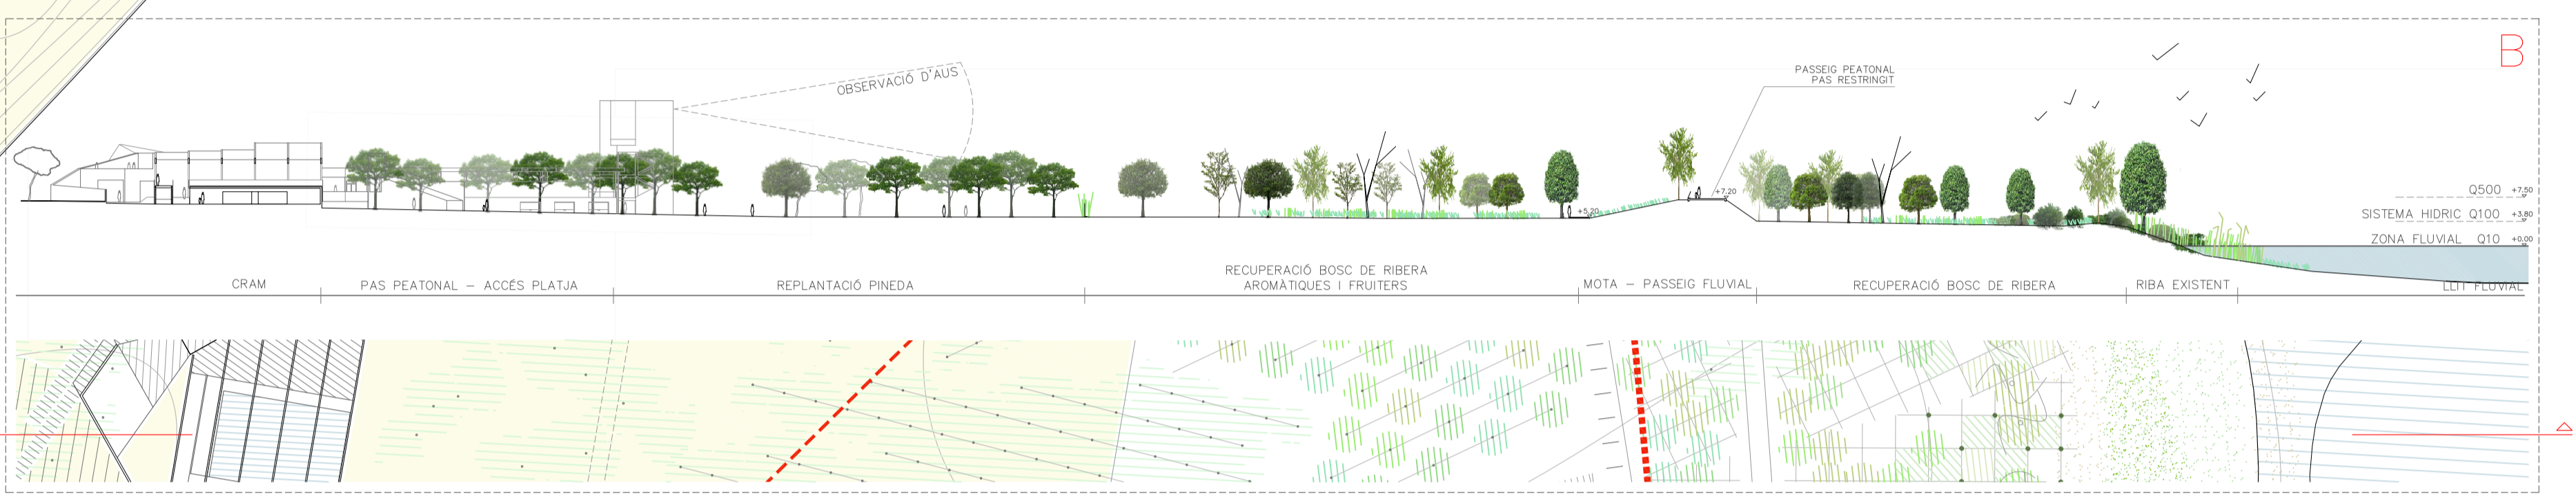 B
OBSERVACIÓ D'AUS
PASSEIG PEATONAL
PAS RESTRINGIT
+7.20
+5.20
Q500 +7.50
SISTEMA HIDRIC Q100 +3.80
ZONA FLUVIAL Q10 +0.00
CRAM
PAS PEATONAL – ACCÉS PLATJA
REPLANTACIÓ PINEDA
RECUPERACIÓ BOSC DE RIBERA
AROMÀTIQUES I FRUITERS
MOTA – PASSEIG FLUVIAL
RECUPERACIÓ BOSC DE RIBERA
RIBA EXISTENT
LLIT FLUVIAL